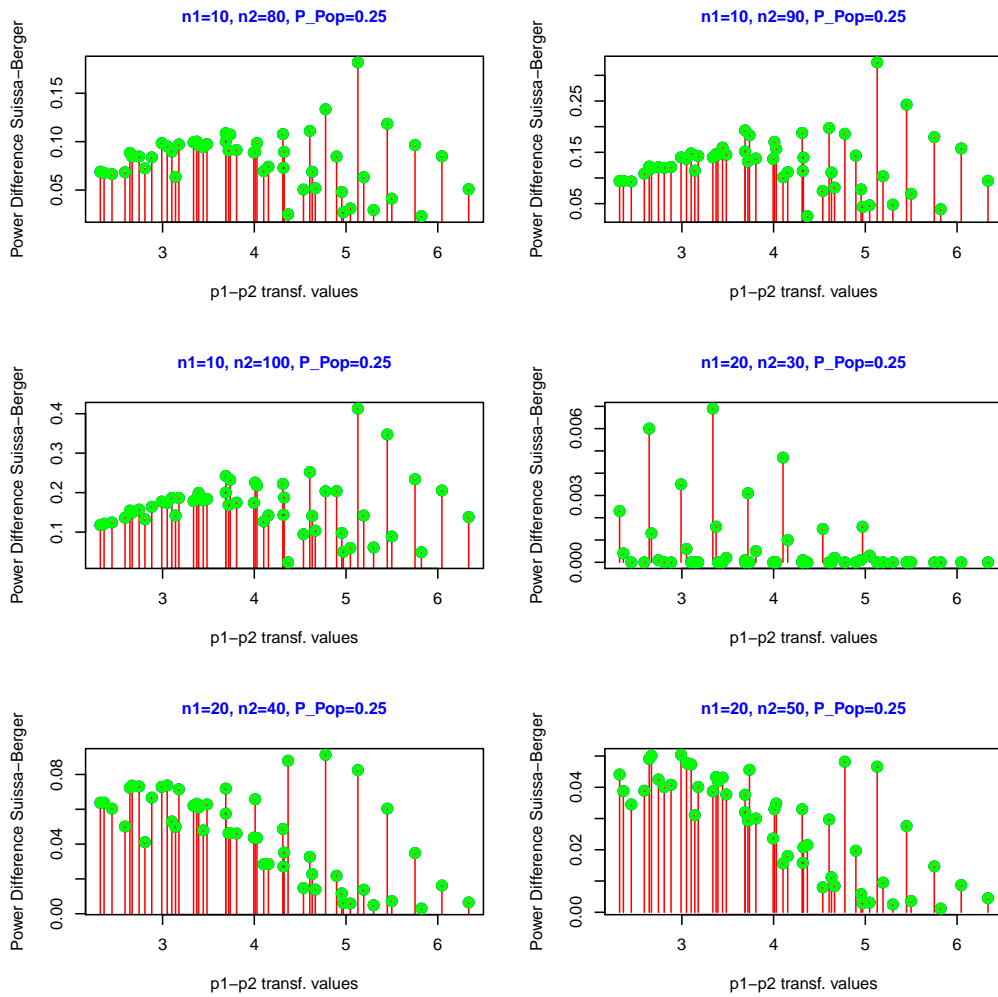 n1=10, n2=80, P_Pop=0.25
Power Difference Suissa−Berger
0.05 0.10 0.15
3 4 5 6
p1−p2 transf. values
n1=10, n2=90, P_Pop=0.25
Power Difference Suissa−Berger
0.05 0.15 0.25
3 4 5 6
p1−p2 transf. values
n1=10, n2=100, P_Pop=0.25
Power Difference Suissa−Berger
0.1 0.2 0.3 0.4
3 4 5 6
p1−p2 transf. values
n1=20, n2=30, P_Pop=0.25
Power Difference Suissa−Berger
0.000 0.003 0.006
3 4 5 6
p1−p2 transf. values
n1=20, n2=40, P_Pop=0.25
Power Difference Suissa−Berger
0.00 0.04 0.08
3 4 5 6
p1−p2 transf. values
n1=20, n2=50, P_Pop=0.25
Power Difference Suissa−Berger
0.00 0.02 0.04
3 4 5 6
p1−p2 transf. values